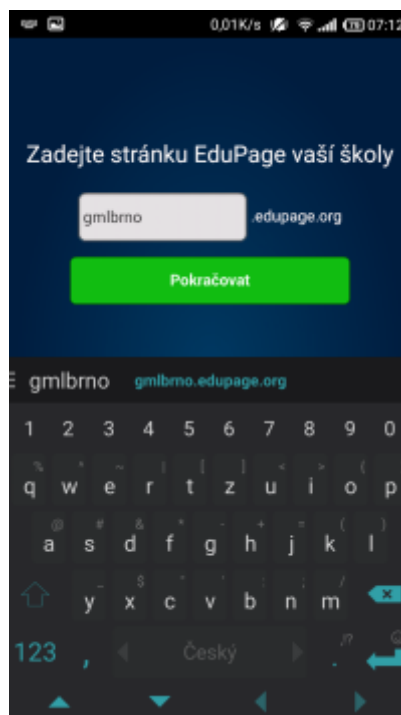 0,01K/s 78 07:12
Zadejte stránku EduPage vaší školy
gmlbrno .edupage.org
Pokračovat
gmlbrno gmlbrno.edupage.org
1 2 3 4 5 6 7 8 9 0
q w e r t z u i o p
a s d f g h j k l
y x c v b n m
123 , Český .